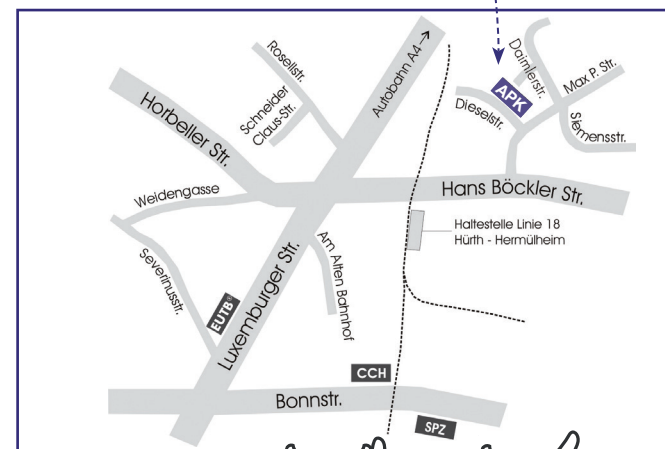 Autobahn A4 →
Rosellstr.
Schneider
Claus-Str.
Horbeller Str.
Daimlerstr.
Max P. Str.
APK
Dieselstr.
Siemensstr.
Hans Böckler Str.
Weidengasse
Haltestelle Linie 18
Hürth - Hermülheim
Severinusstr.
Am Alten Bahnhof
Luxemburger Str.
EUTB®
CCH
Bonnstr.
SPZ